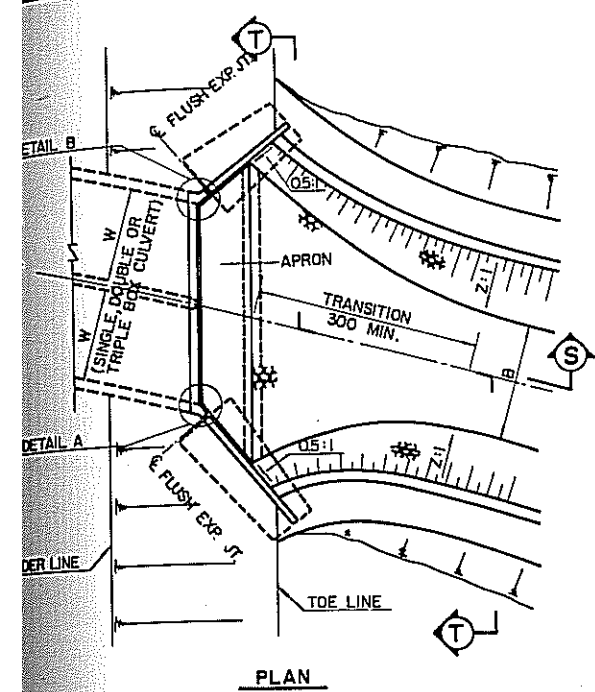 T
℄ FLUSH EXP. JT.
ETAIL B
0.5:1
W
(SINGLE, DOUBLE OR
TRIPLE BOX CULVERT)
W
APRON
Z:1
TRANSITION
300 MIN.
S
B
0.5:1
Z:1
DETAIL A
℄ FLUSH EXP. JT.
DER LINE
TOE LINE
T
PLAN